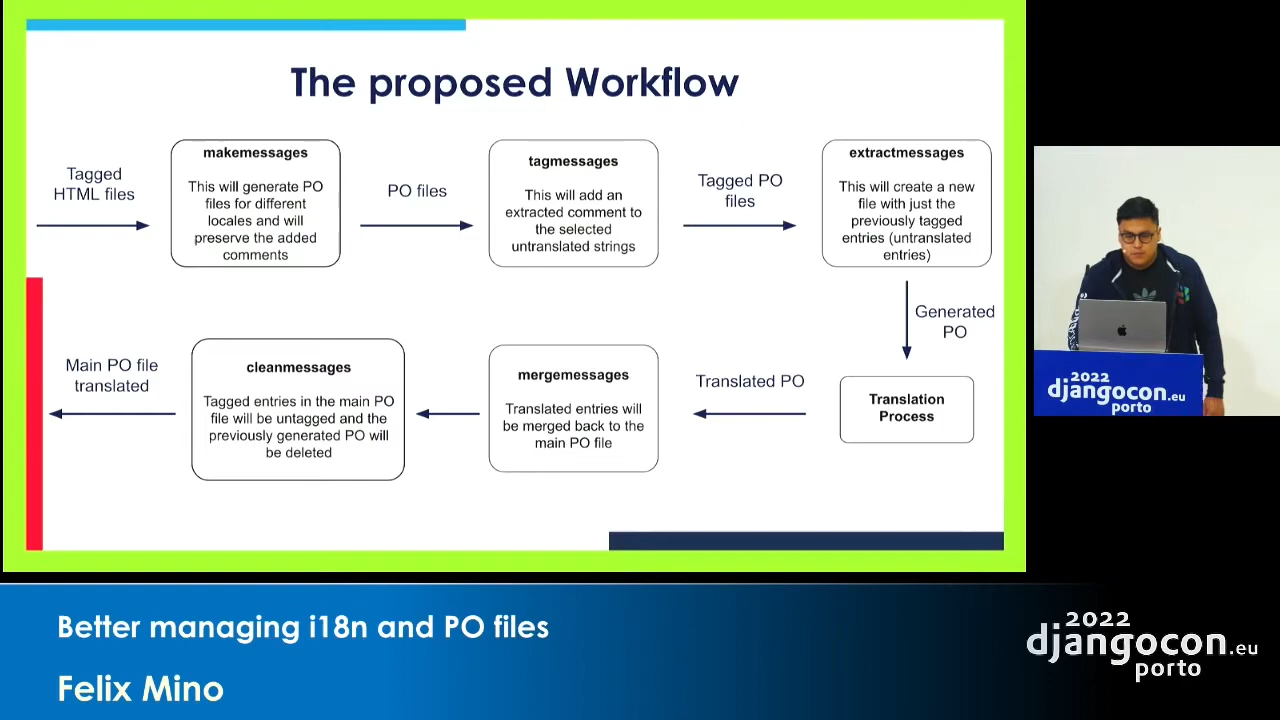 The proposed Workflow
Tagged
HTML files
makemessages
This will generate PO
files for different
locales and will
preserve the added
comments
PO files
tagmessages
This will add an
extracted comment to
the selected
untranslated strings
Tagged PO
files
extractmessages
This will create a new
file with just the
previously tagged
entries (untranslated
entries)
Generated
PO
Translation
Process
Translated PO
mergemessages
Translated entries will
be merged back to the
main PO file
cleanmessages
Tagged entries in the main PO
file will be untagged and the
previously generated PO will
be deleted
Main PO file
translated
2022
djangocon.eu
porto
Better managing i18n and PO files
Felix Mino
2022
djangocon.eu
porto